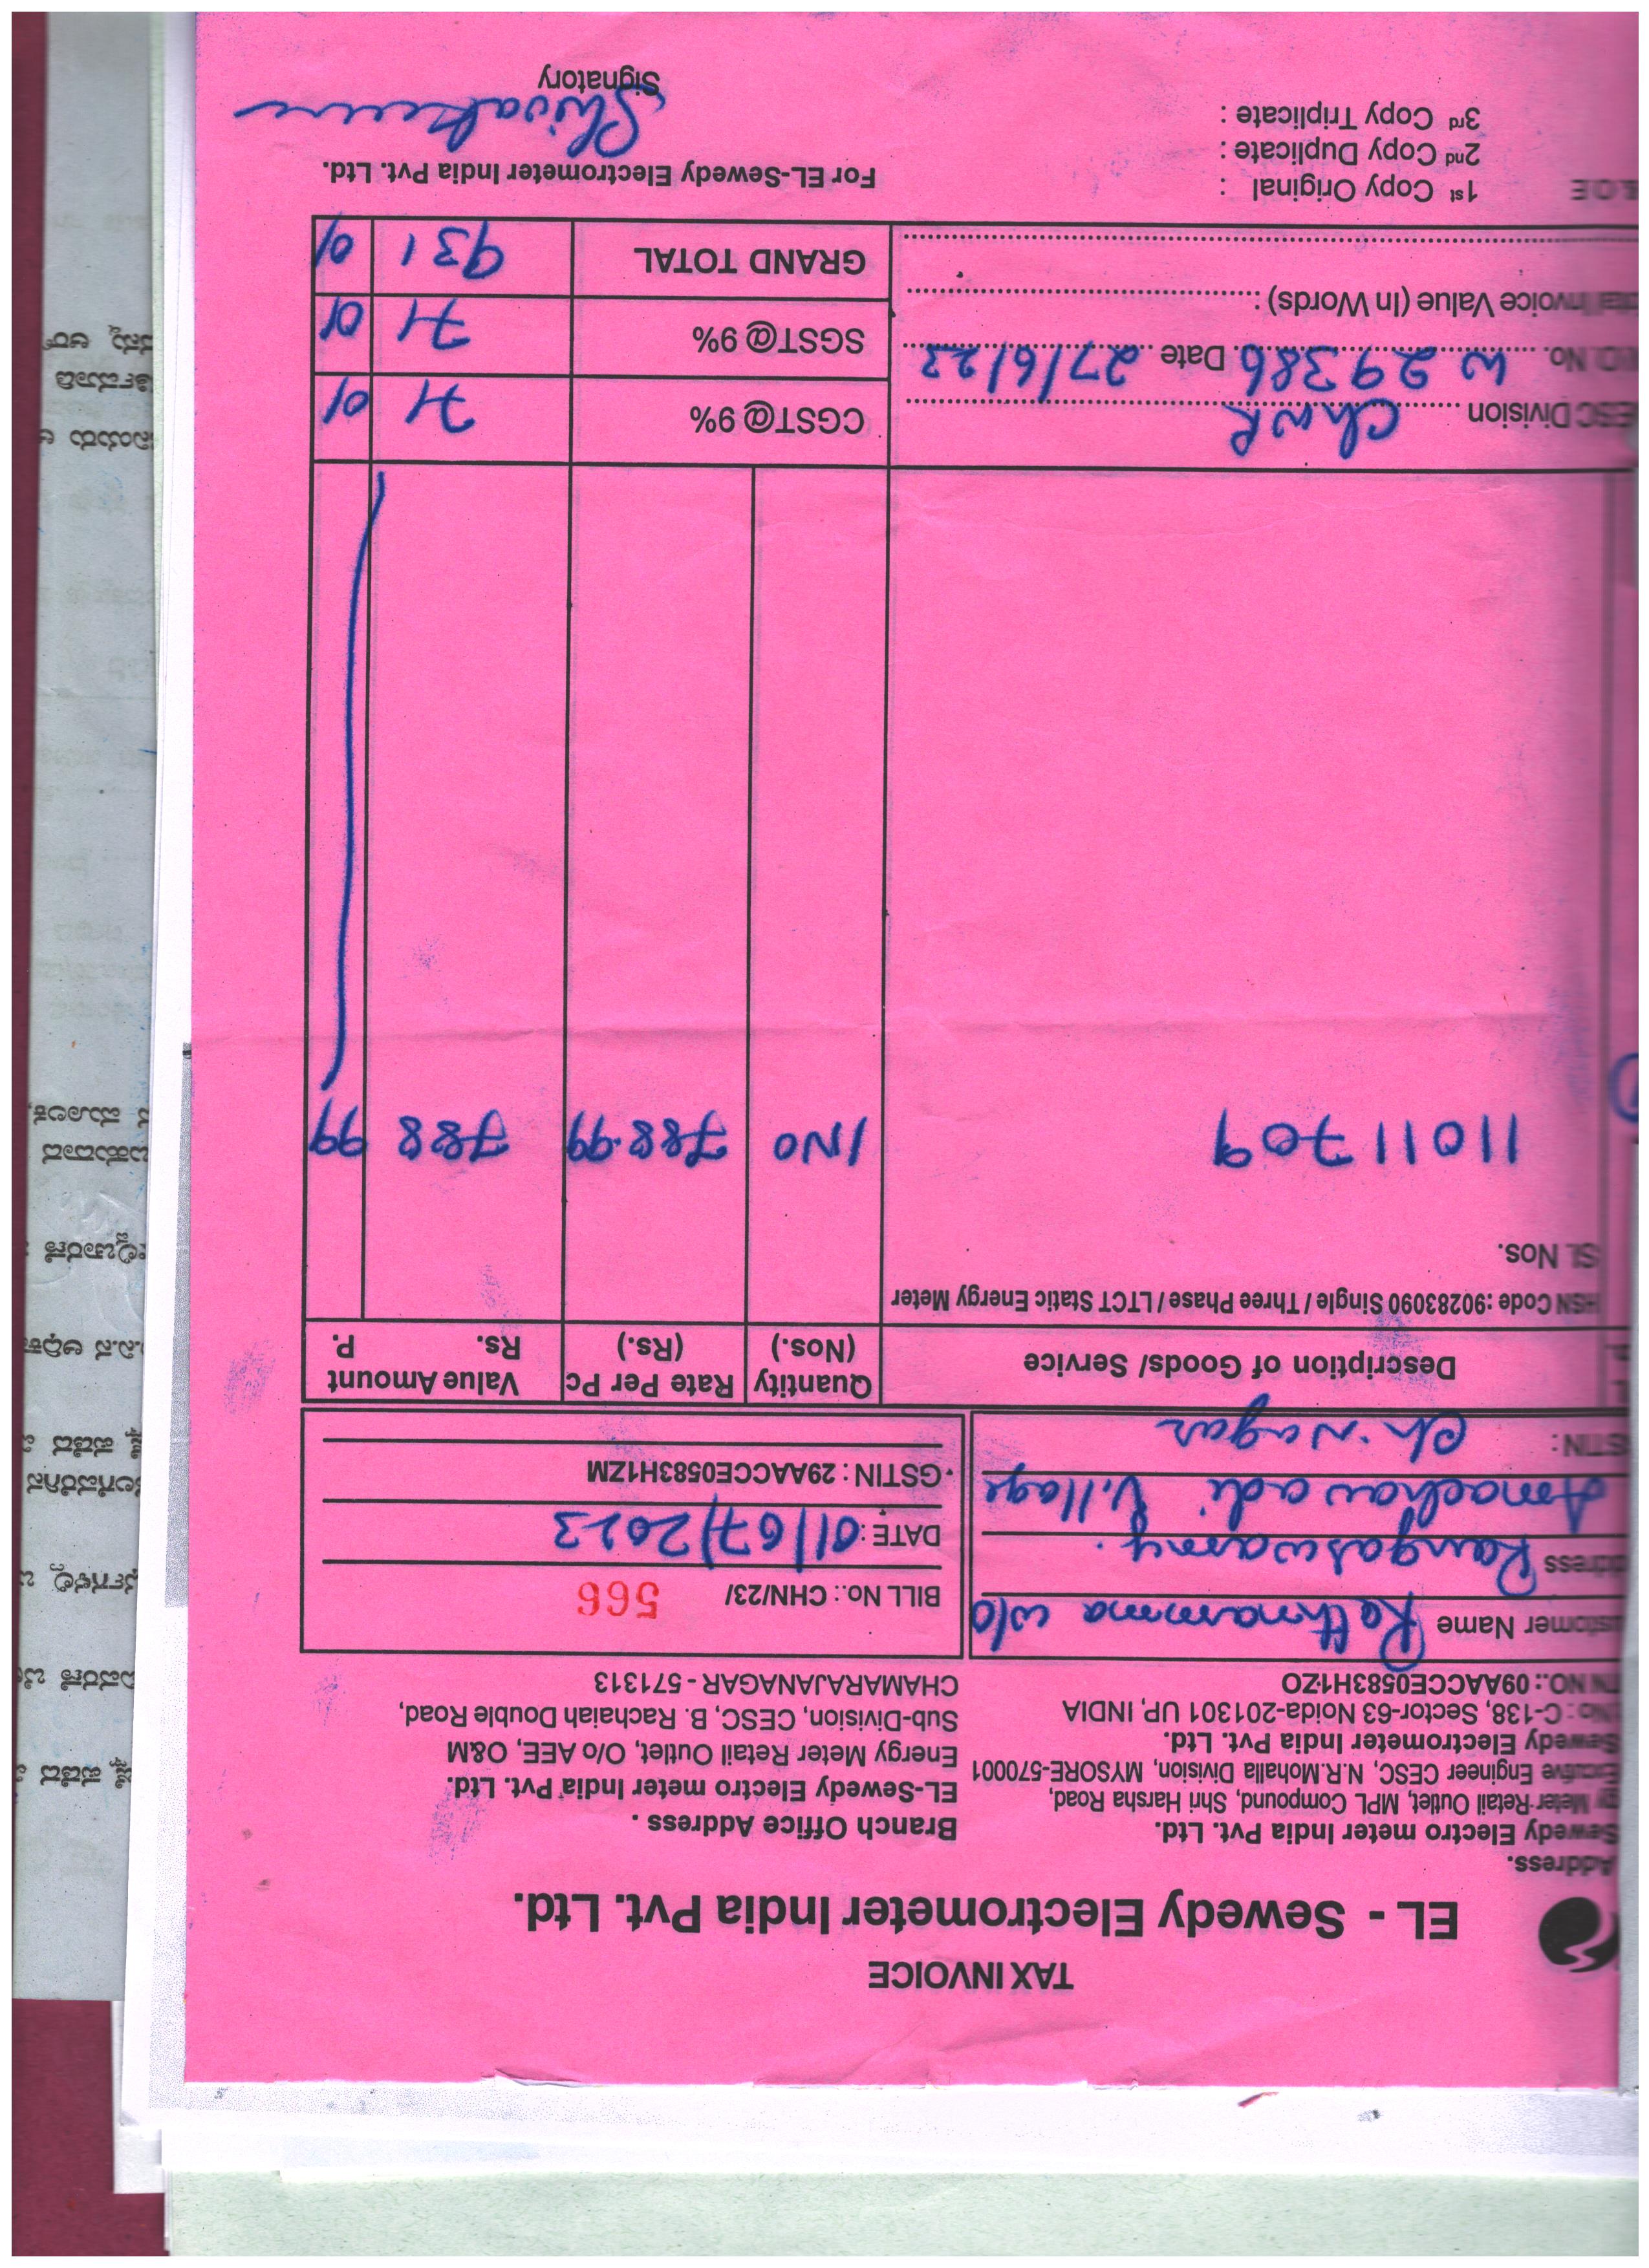 TAX INVOICE
EL - Sewedy Electrometer India Pvt. Ltd.
Address.
Sewedy Electro meter India Pvt. Ltd.
Meter Retail Outlet, MPL Compound, Shri Harsha Road,
Engineer CESC, N.R.Mohalla Division, MYSORE-570001
Sewedy Electrometer India Pvt. Ltd.
No: C-138, Sector-63 Noida-201301 UP, INDIA
NO.: 09AACCE0583H1ZO
Branch Office Address .
EL-Sewedy Electro meter India Pvt. Ltd
Energy Meter Retail Outlet, O/o AEE, O&M
Sub-Division, CESC, B. Rachaiah Double Road,
CHAMARAJANAGAR - 571313
ustomer Name Rathnamma w/o
ddress Rangaswamy.
Amachavadi Village
STIN : Ch. Nagar
BILL No.: CHN/23/ 566
DATE : 01/07/2023
GSTIN : 29AACCE0583H1ZM
Description of Goods/ Service Quantity (Nos.) Rate Per Pc (Rs.) Value Amount Rs. P.
HSN Code :90283090 Single / Three Phase / LTCT Static Energy Meter
SL Nos.
11011709 1NO 788.99 788 99
ESC Division ChNR CGST@ 9% 71 01
No. W 29386 Date 27/6/23 SGST@ 9% 71 01
Invoice Value (In Words) : GRAND TOTAL 931 01
& O E
1st Copy Original :
2nd Copy Duplicate :
3rd Copy Triplicate :
For EL-Sewedy Electrometer India Pvt. Ltd.
Signatory